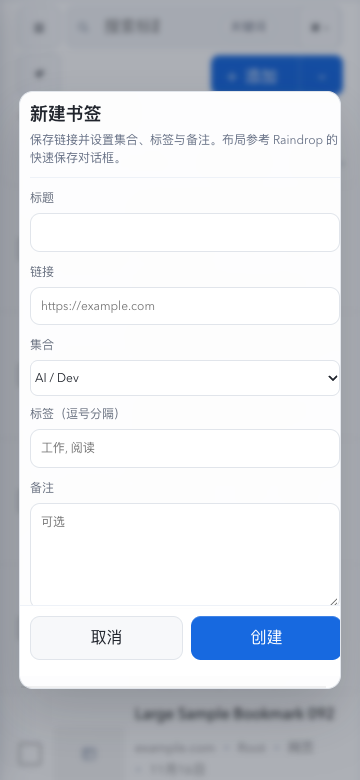 添加
新建书签
保存链接并设置集合、标签与备注。布局参考 Raindrop 的
快速保存对话框。
标题
链接
https://example.com
集合
AI / Dev
标签（逗号分隔）
工作, 阅读
备注
可选
取消
创建
Large Sample Bookmark 092